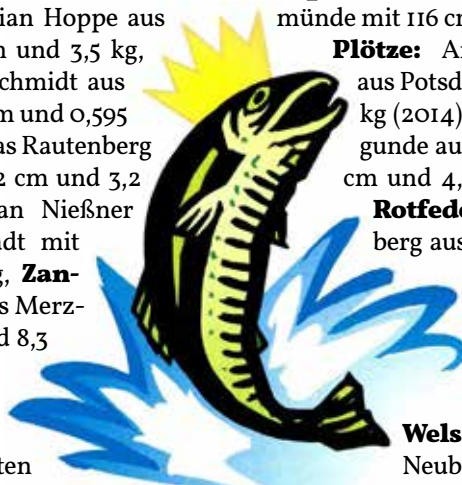 ian Hoppe aus
und 3,5 kg,
chmidt aus
m und 0,595
as Rautenberg
2 cm und 3,2
an Nießner
dt mit
g, Zan-
s Merz-
d 8,3
ten
münde mit 116 cm
Plötze:
aus Potsd
kg (2014)
gunde au
cm und 4,
Rotfede
berg aus
Wels
Neub